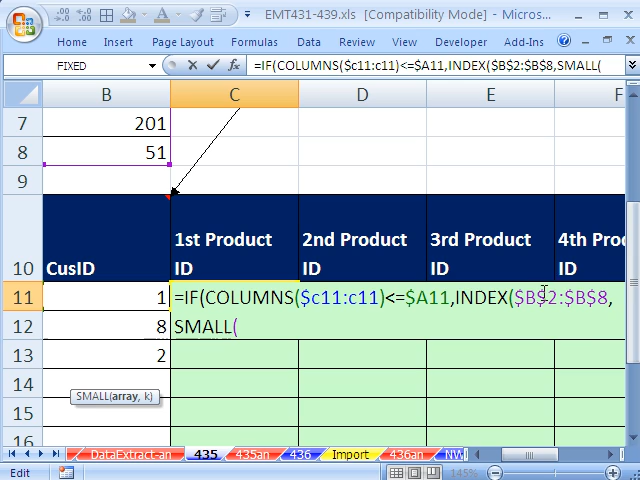 EMT431-439.xls [Compatibility Mode] - Micros...
Home Insert Page Layout Formulas Data Review View Developer Add-Ins
FIXED =IF(COLUMNS($c11:c11)<=$A11,INDEX($B$2:$B$8,SMALL(
B C D E F
7 201
8 51
9
10 CusID 1st Product ID 2nd Product ID 3rd Product ID 4th Prod ID
11 1 =IF(COLUMNS($c11:c11)<=$A11,INDEX($B$2:$B$8,
12 8 SMALL(
13 2
14 SMALL(array, k)
15
16
DataExtract-an 435 435an 436 Import 436an NW
Edit 145%